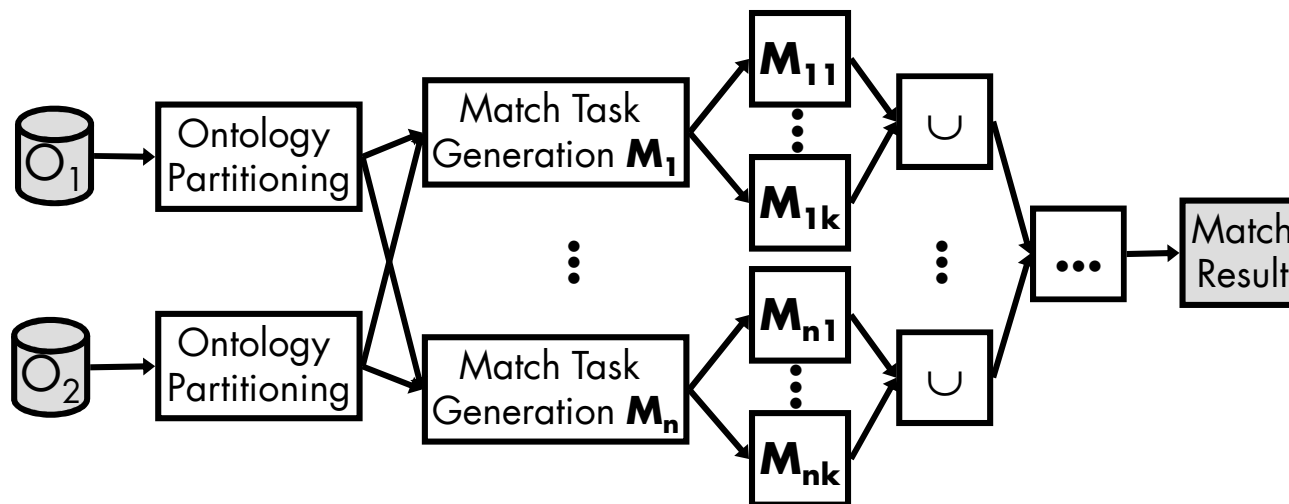 O1
Ontology
Partitioning
Match Task
Generation M1
M11
M1k
∪
O2
Ontology
Partitioning
Match Task
Generation Mn
Mn1
Mnk
∪
...
Match
Result